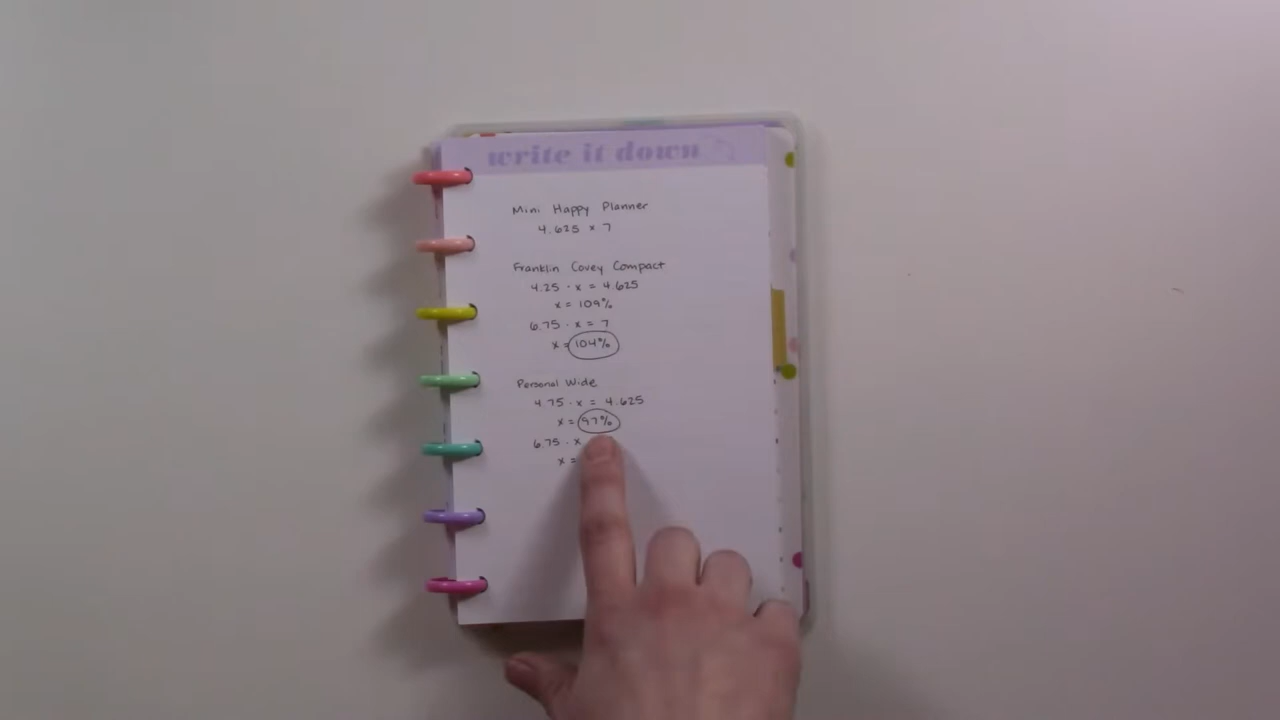 write it down
Mini Happy Planner
4.625 x 7
Franklin Covey Compact
4.25 · x = 4.625
x = 109%
6.75 · x = 7
x = 104%
Personal Wide
4.75 · x = 4.625
x = 97%
6.75 · x
x =